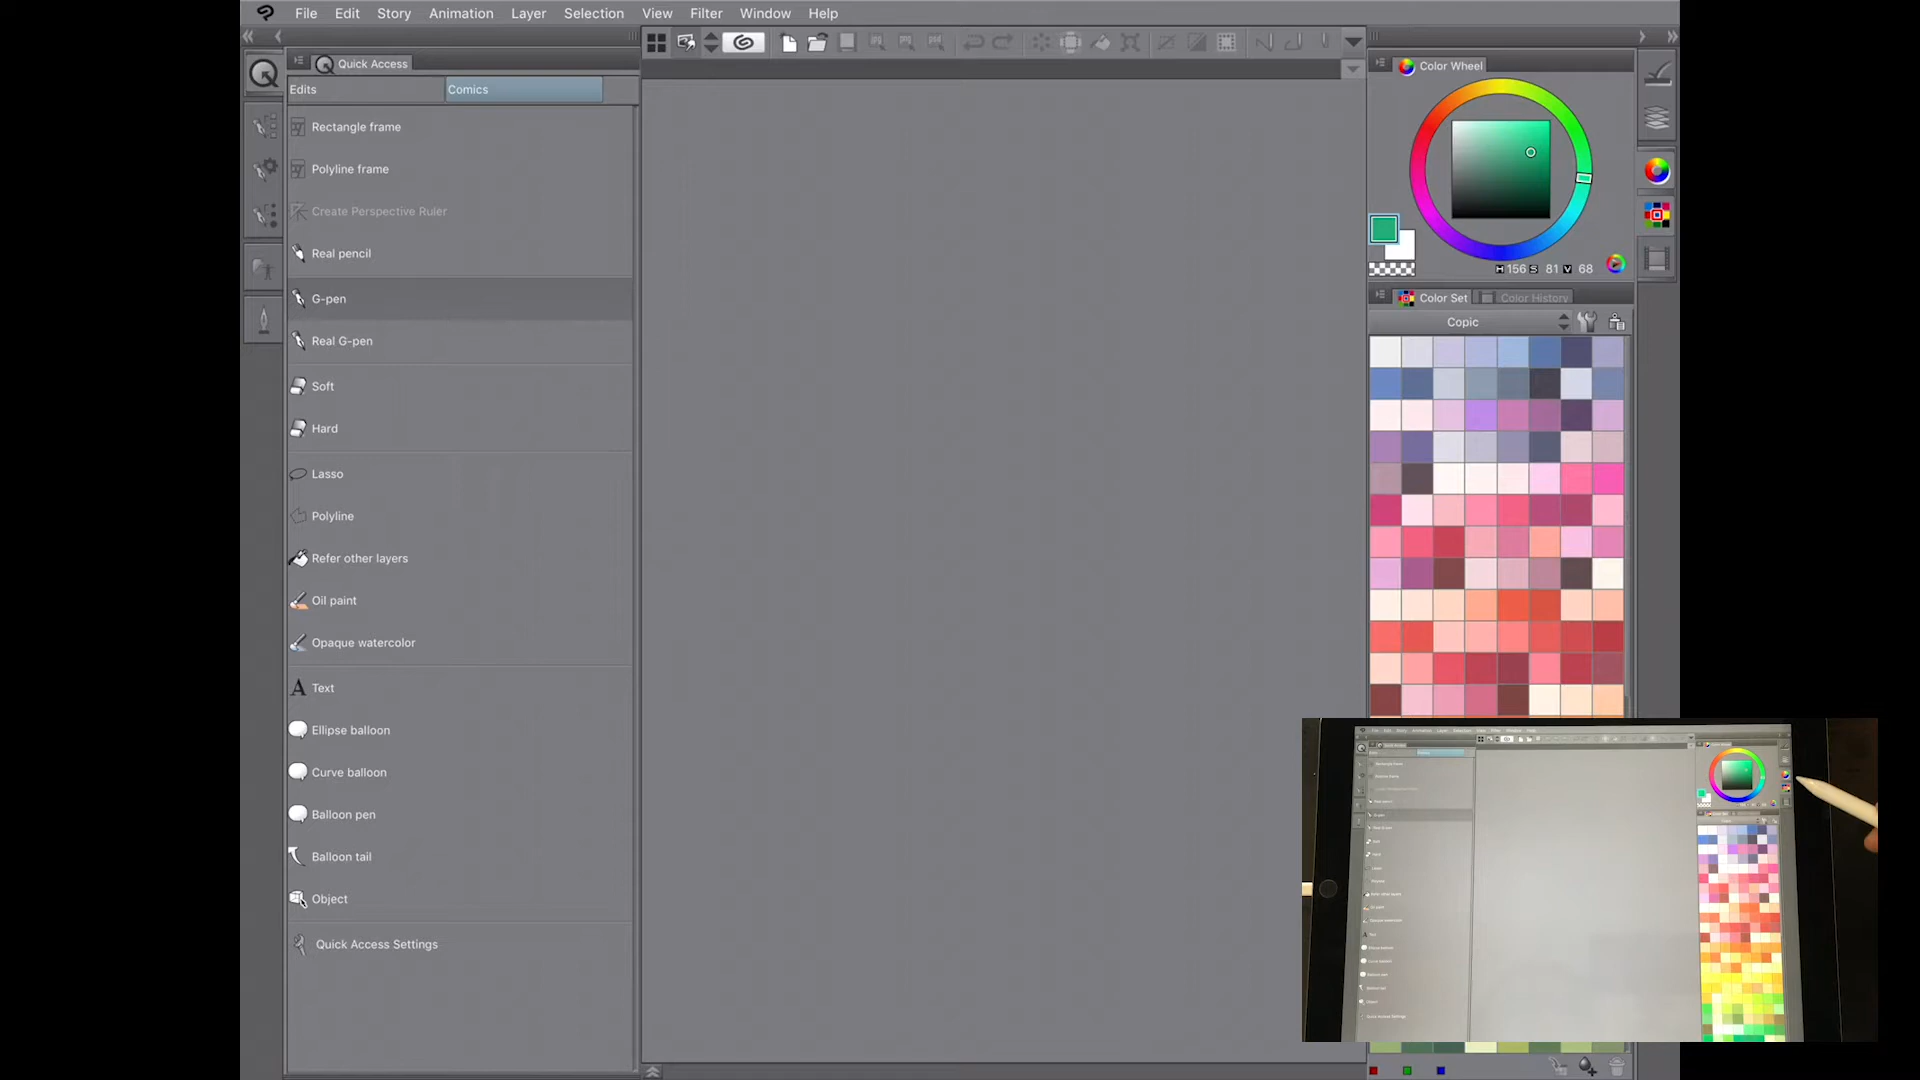 File Edit Story Animation Layer Selection View Filter Window Help
Quick Access
Edits Comics
Rectangle frame
Polyline frame
Create Perspective Ruler
Real pencil
G-pen
Real G-pen
Soft
Hard
Lasso
Polyline
Refer other layers
Oil paint
Opaque watercolor
Text
Ellipse balloon
Curve balloon
Balloon pen
Balloon tail
Object
Quick Access Settings
Color Wheel
H 156 S 81 V 68
Color Set Color History
Copic